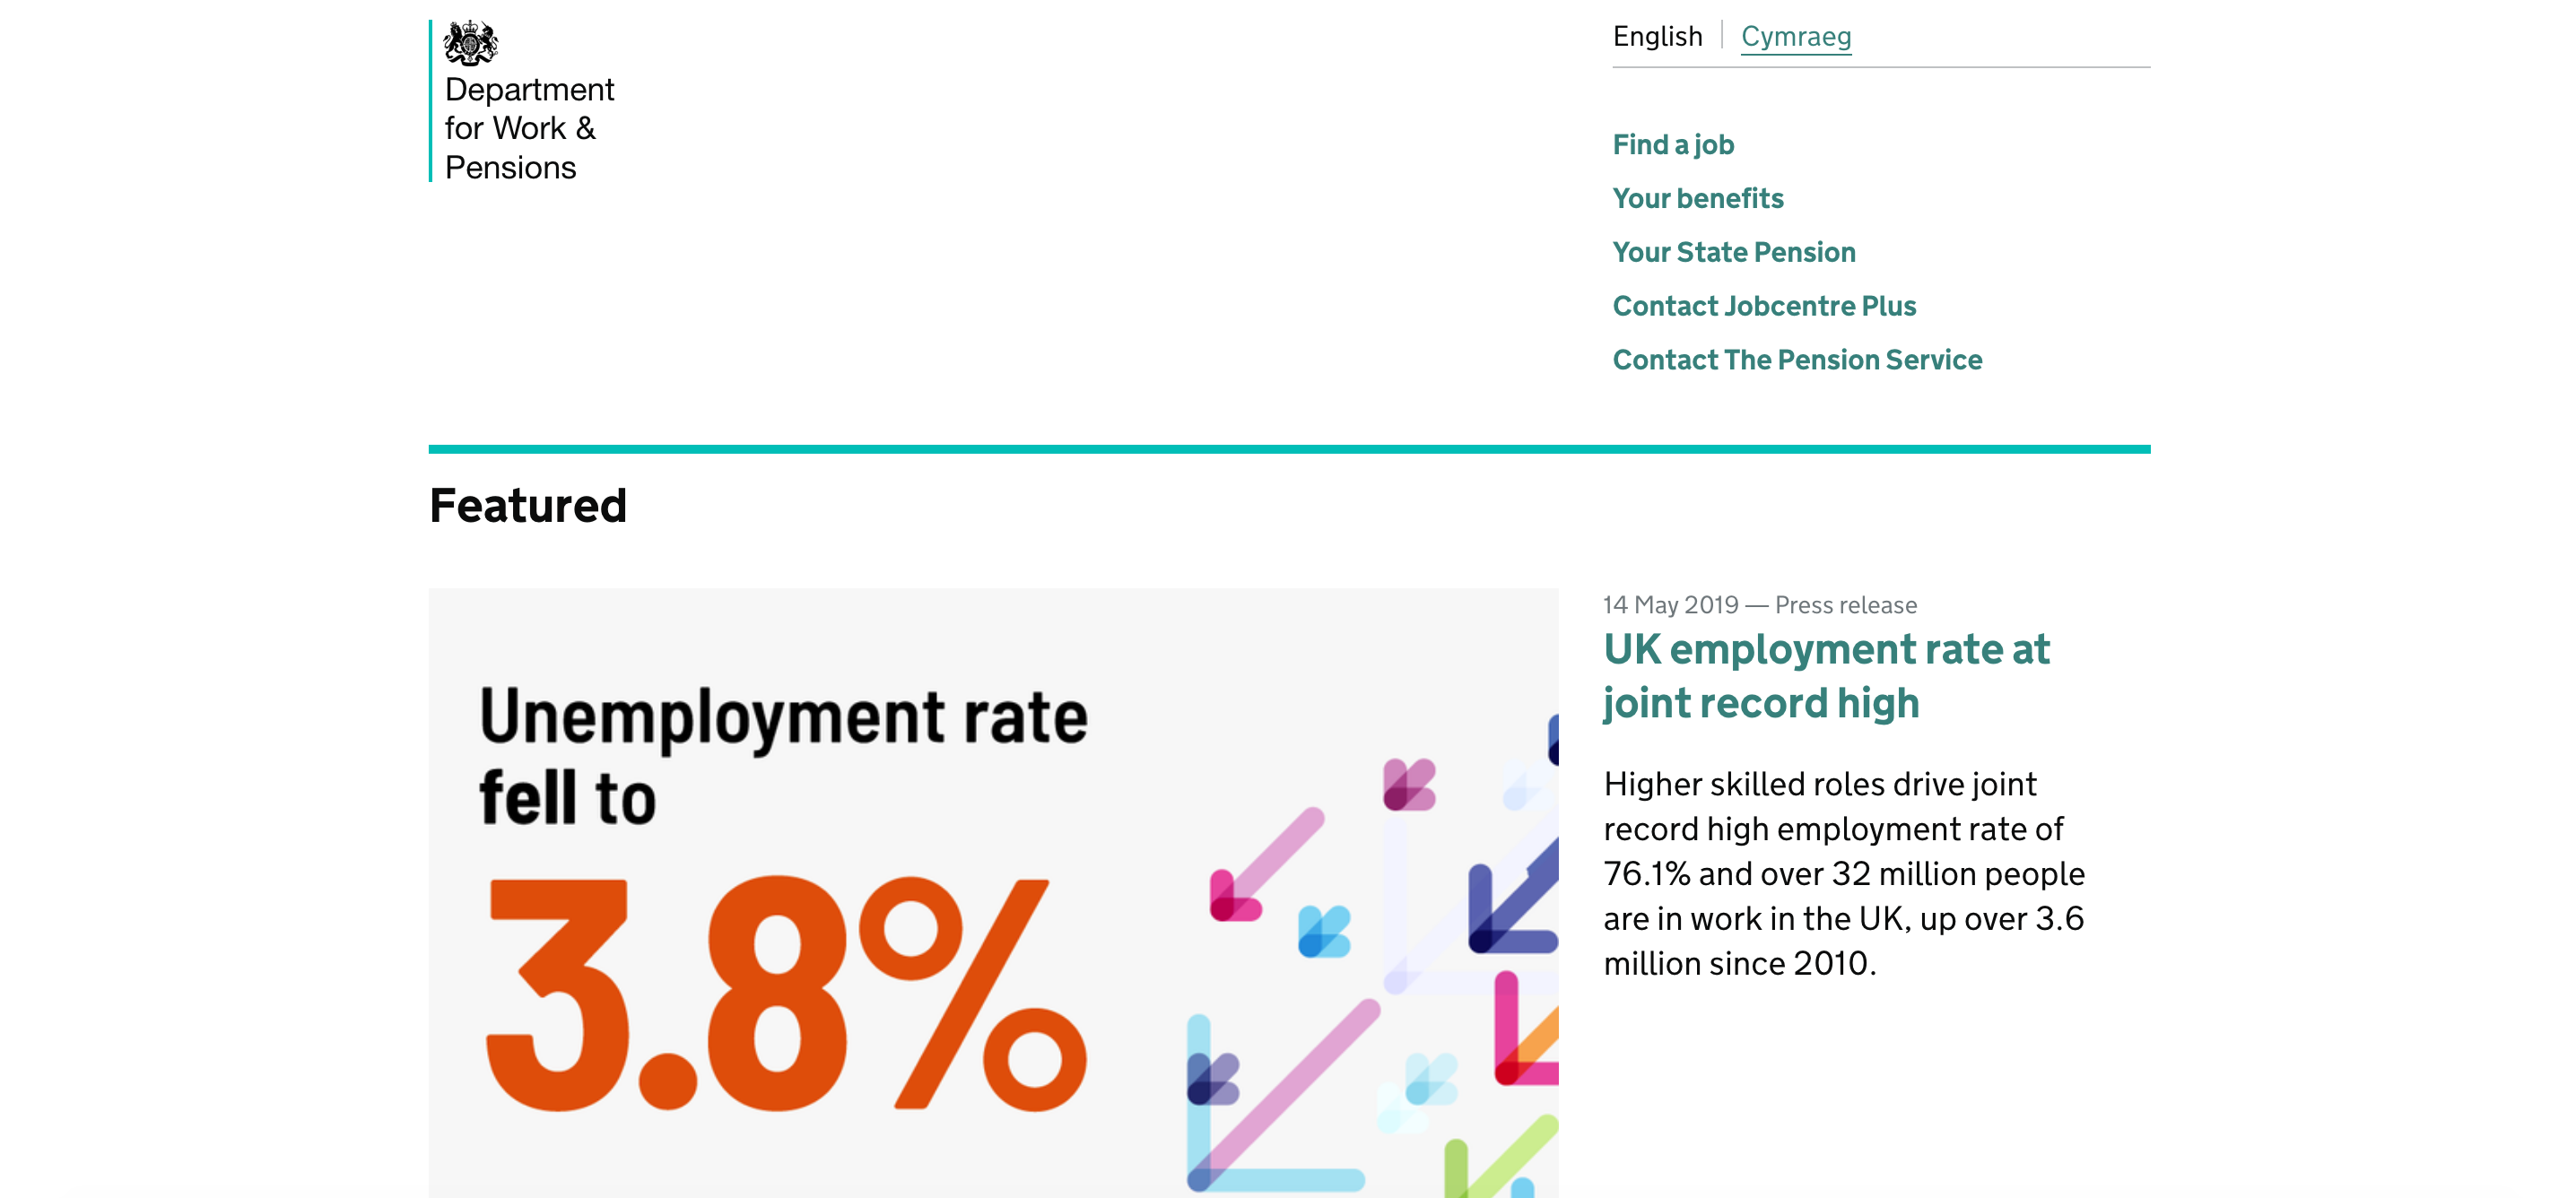 Department
for Work &
Pensions
English
Cymraeg
Find a job
Your benefits
Your State Pension
Contact Jobcentre Plus
Contact The Pension Service
Featured
Unemployment rate
fell to
3.8%
14 May 2019 — Press release
UK employment rate at
joint record high
Higher skilled roles drive joint
record high employment rate of
76.1% and over 32 million people
are in work in the UK, up over 3.6
million since 2010.